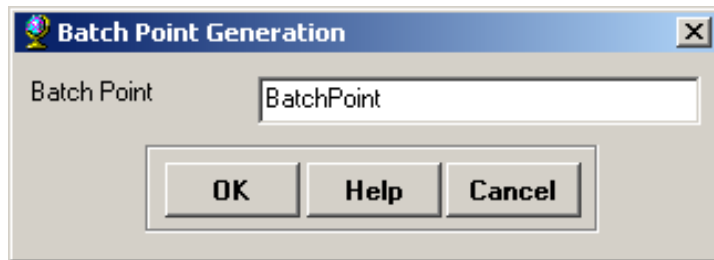 Batch Point Generation
Batch Point BatchPoint
OK Help Cancel